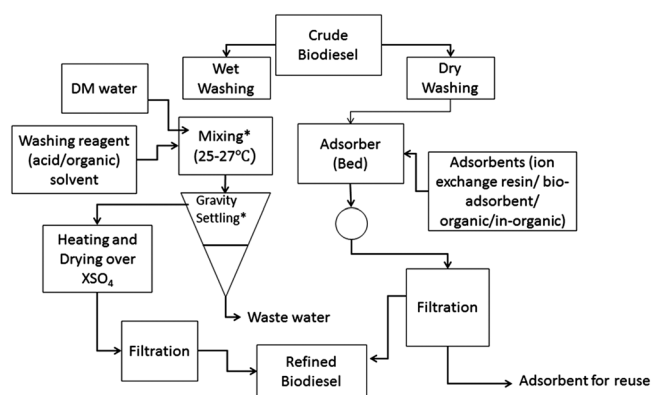 Crude
Biodiesel
Wet
Washing
Dry
Washing
DM water
Washing reagent
(acid/organic)
solvent
Mixing*
(25-27℃)
Adsorber
(Bed)
Adsorbents (ion
exchange resin/ bio-
adsorbent/
organic/in-organic)
Gravity
Settling*
Heating and
Drying over
XSO₄
Waste water
Filtration
Filtration
Refined
Biodiesel
Adsorbent for reuse